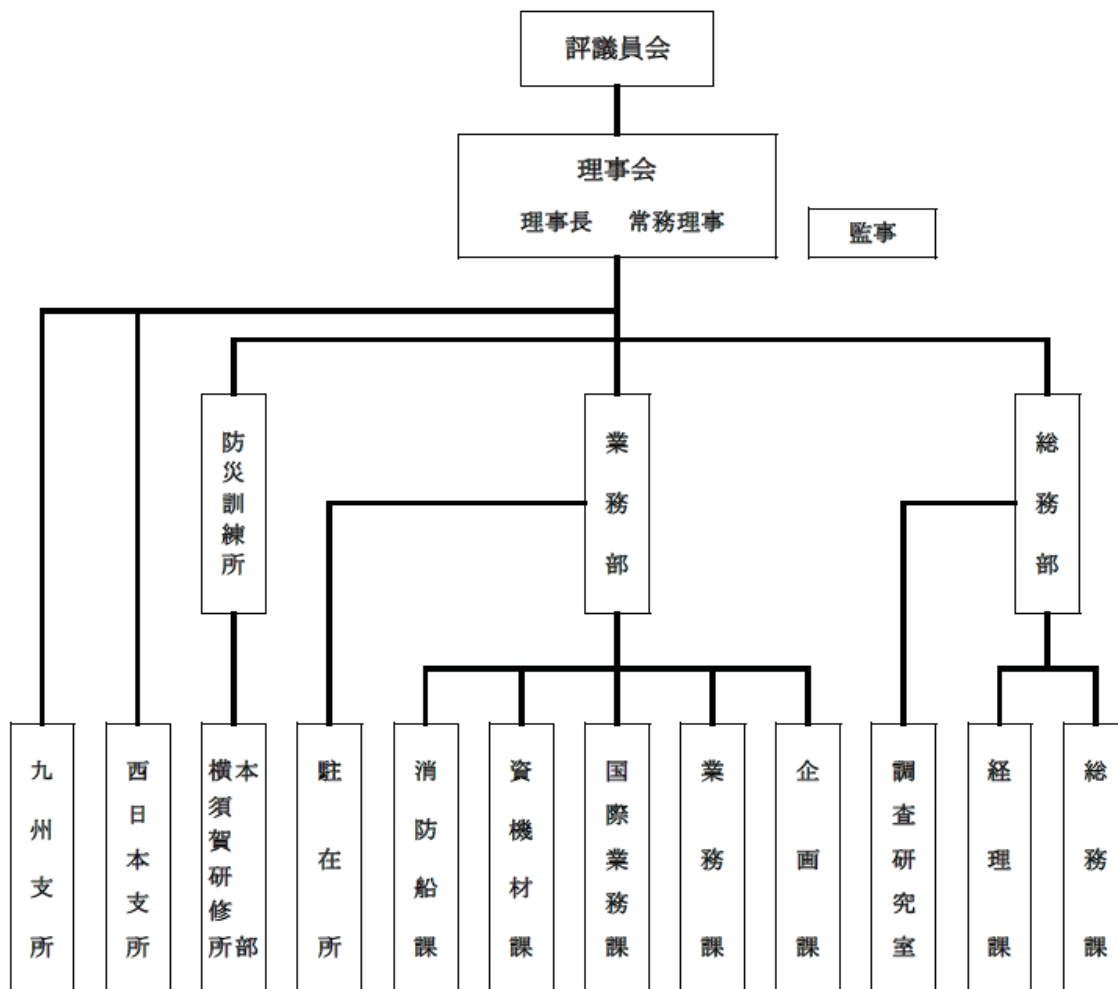 評議員会
理事会
理事長 常務理事
監事
防災訓練所
業務部
総務部
九州支所
西日本支所
本部
横須賀研修所
駐在所
消防船課
資機材課
国際業務課
業務課
企画課
調査研究室
経理課
総務課